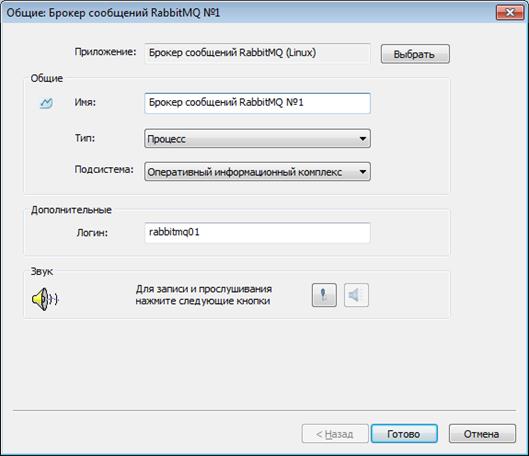 Общие: Брокер сообщений RabbitMQ №1
Приложение: Брокер сообщений RabbitMQ (Linux) Выбрать
Общие
Имя: Брокер сообщений RabbitMQ №1
Тип: Процесс
Подсистема: Оперативный информационный комплекс
Дополнительные
Логин: rabbitmq01
Звук
Для записи и прослушивания
нажмите следующие кнопки
< Назад Готово Отмена